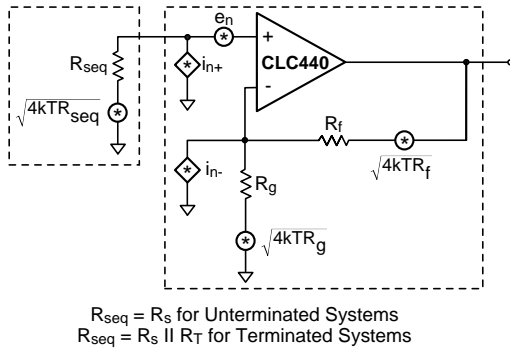 eₙ
+
Rseq
iₙ₊
CLC440
√4kTRseq
-
Rf
iₙ-
Rg
√4kTRf
√4kTRg
Rseq = Rs for Unterminated Systems
Rseq = Rs II RT for Terminated Systems